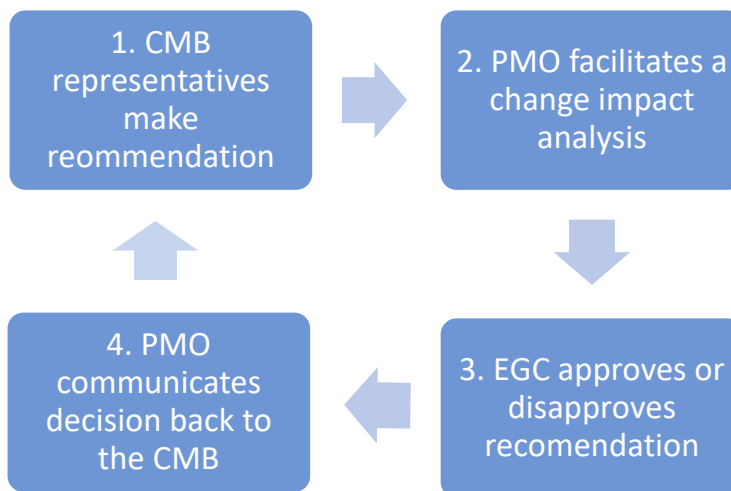 1. CMB
representatives
make
reommendation
2. PMO facilitates a
change impact
analysis
3. EGC approves or
disapproves
recomendation
4. PMO
communicates
decision back to
the CMB